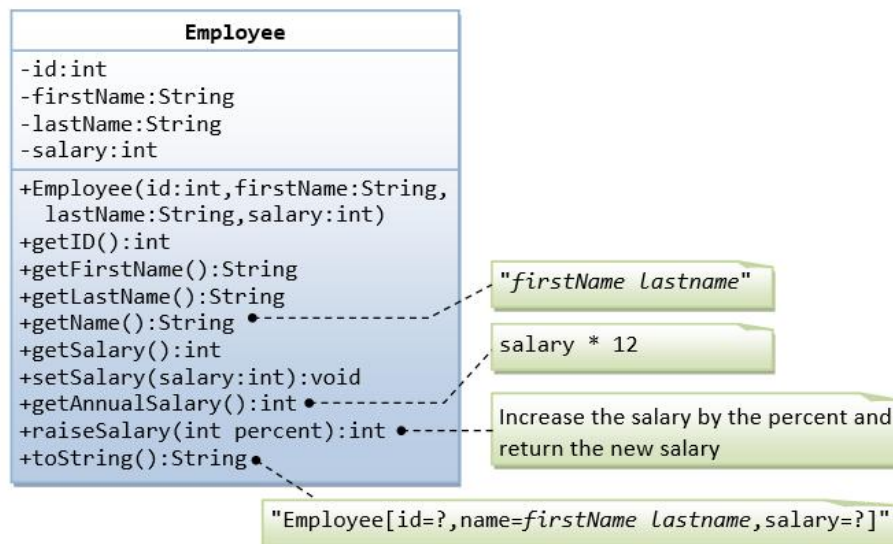 Employee
-id:int
-firstName:String
-lastName:String
-salary:int
+Employee(id:int,firstName:String,
lastName:String,salary:int)
+getID():int
+getFirstName():String
+getLastName():String
+getName():String
+getSalary():int
+setSalary(salary:int):void
+getAnnualSalary():int
+raiseSalary(int percent):int
+toString():String
"firstName lastname"
salary * 12
Increase the salary by the percent and
return the new salary
"Employee[id=?,name=firstName lastname,salary=?]"